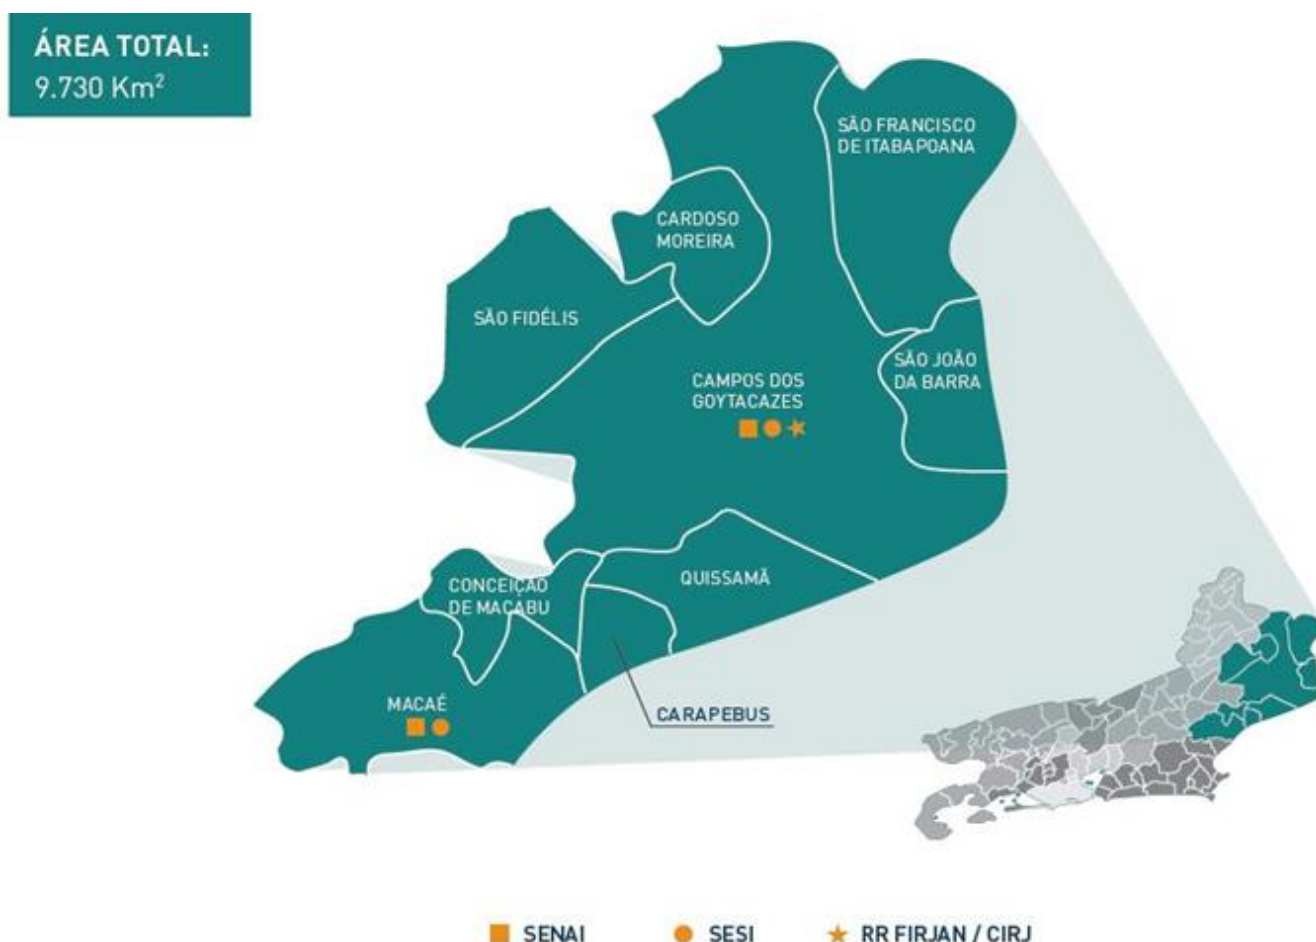 ÁREA TOTAL:
9.730 Km²
SÃO FRANCISCO
DE ITABAPOANA
CARDOSO
MOREIRA
SÃO FIDÉLIS
SÃO JOÃO
DA BARRA
CAMPOS DOS
GOYTACAZES
CONCEIÇÃO
DE MACABU
QUISSAMÃ
MACAÉ
CARAPEBUS
SENAI
SESI
RR FIRJAN / CIRJ